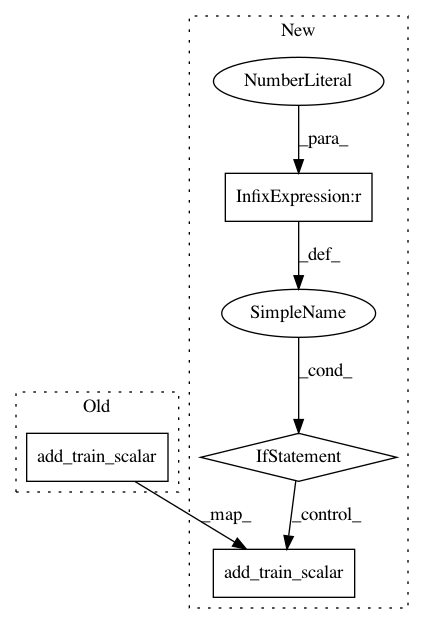 New
NumberLiteral
_para_
InfixExpression:r
_def_
SimpleName
_cond_
Old
add_train_scalar
IfStatement
_map_
_control_
add_train_scalar